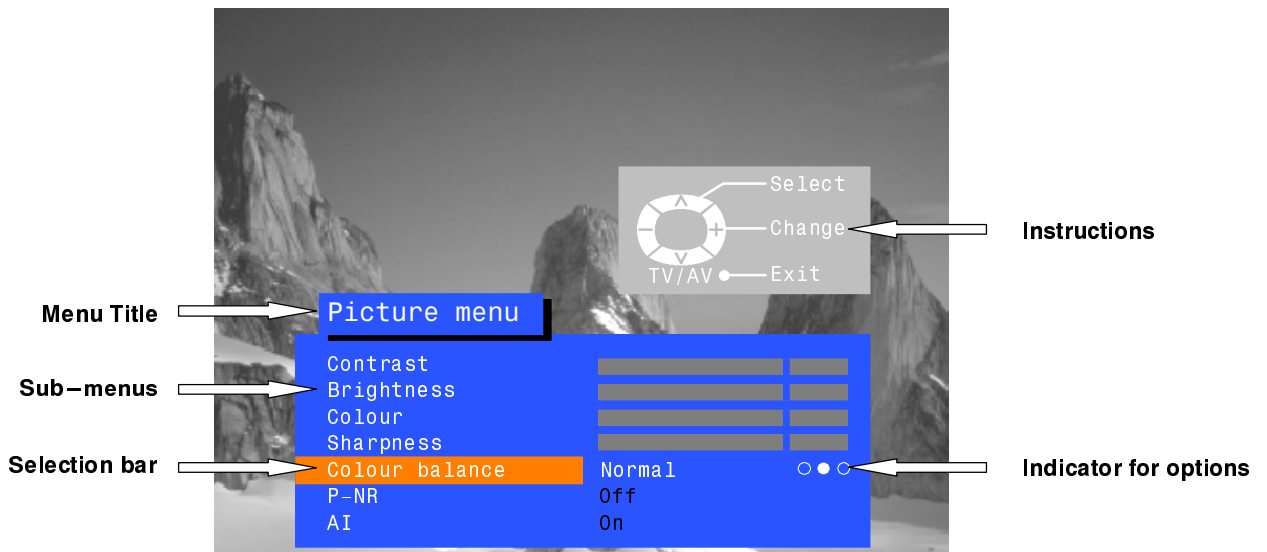 Select
Change
TV/AV Exit
Instructions
Menu Title
Picture menu
Sub-menus
Contrast
Brightness
Colour
Sharpness
Selection bar
Colour balance Normal
Indicator for options
P-NR Off
AI On